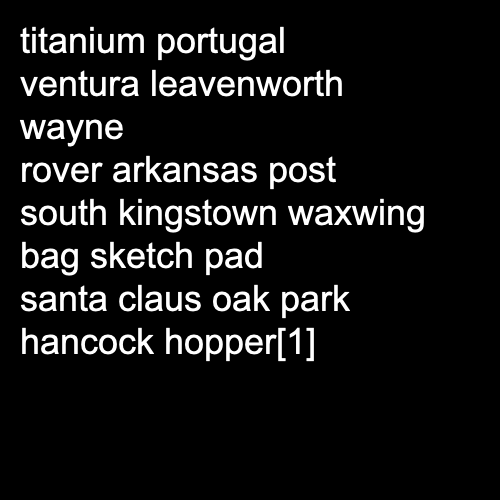 titanium portugal
ventura leavenworth
wayne
rover arkansas post
south kingstown waxwing
bag sketch pad
santa claus oak park
hancock hopper[1]